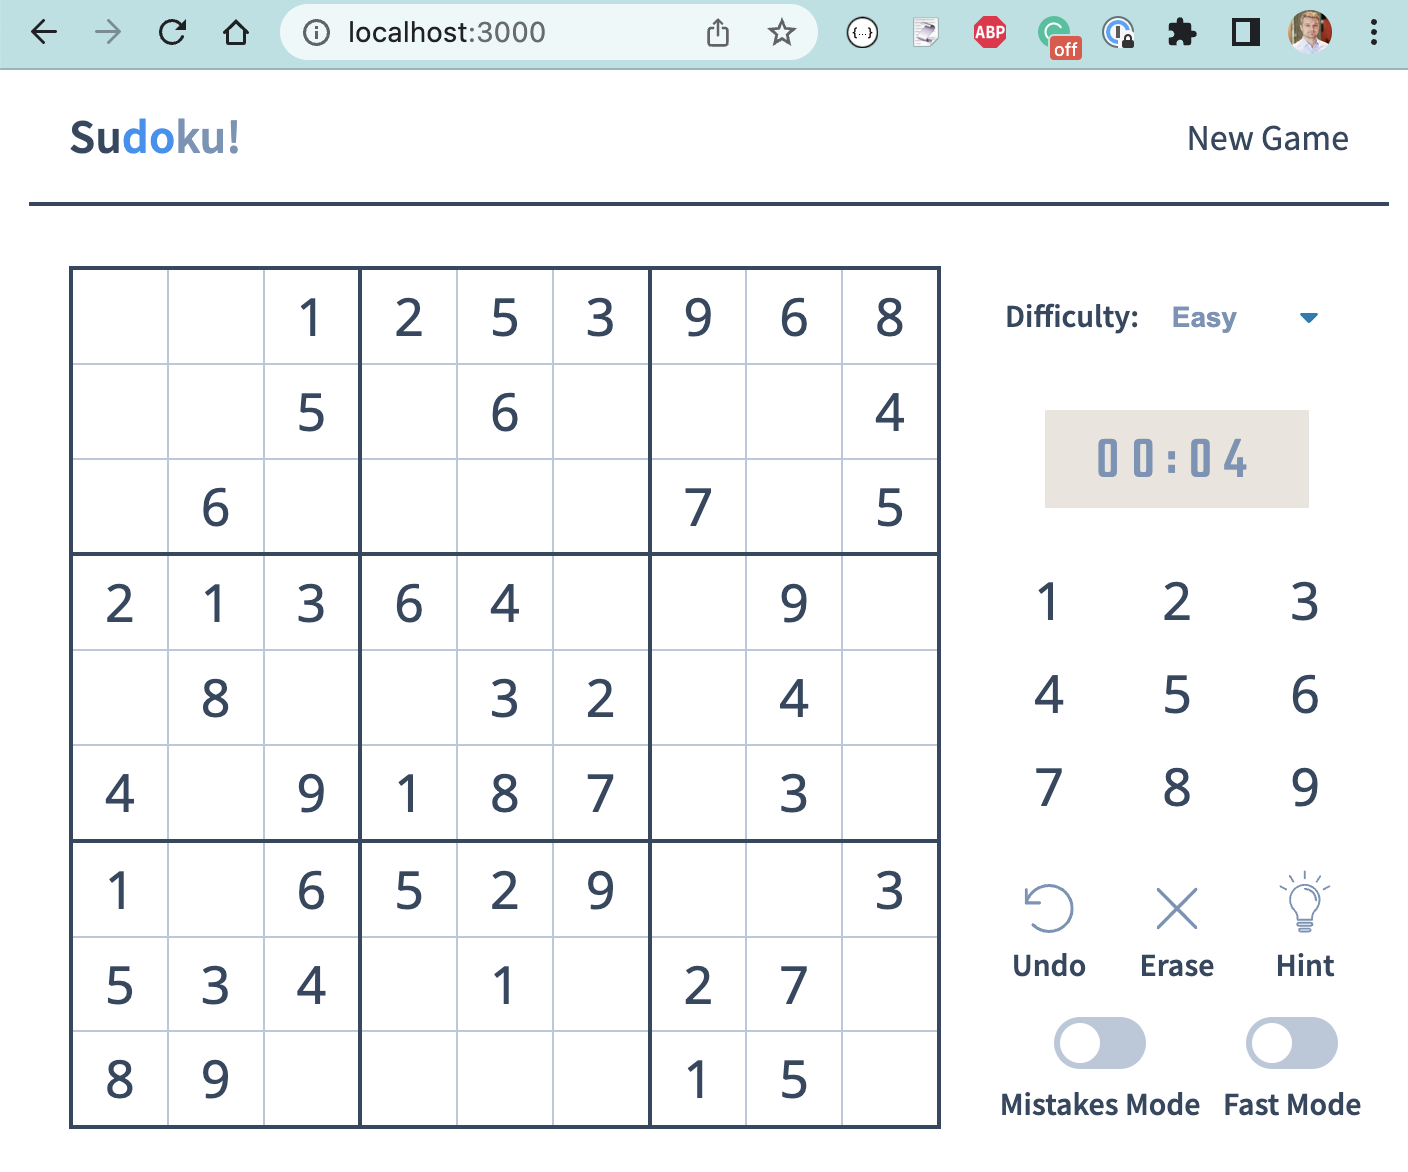 localhost:3000
{...}
ABP
off
Sudoku!
New Game
1 2 5 3 9 6 8
5 6 4
6 7 5
2 1 3 6 4 9
8 3 2 4
4 9 1 8 7 3
1 6 5 2 9 3
5 3 4 1 2 7
8 9 1 5
Difficulty: Easy
00:04
1 2 3
4 5 6
7 8 9
Undo Erase Hint
Mistakes Mode Fast Mode